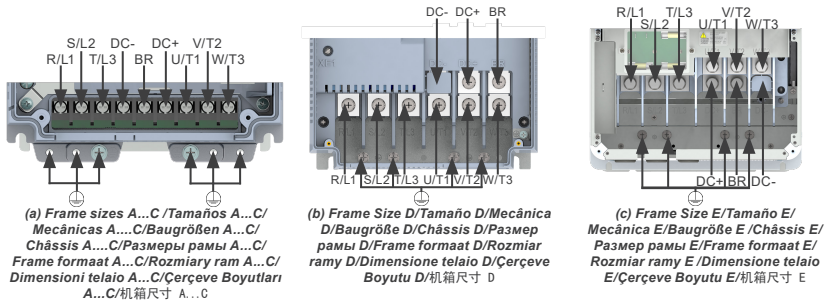 S/L2 DC- DC+ V/T2
R/L1 T/L3 BR U/T1 W/T3
(a) Frame sizes A...C /Tamaños A...C/
Mecânicas A....C/Baugrößen A...C/
Châssis A....C/Размеры рамы A...C/
Frame formaat A...C/Rozmiary ram A...C/
Dimensioni telaio A...C/Çerçeve Boyutları
A...C/机箱尺寸 A...C
DC- DC+ BR
R/L1 S/L2 T/L3 U/T1 V/T2 W/T3
(b) Frame Size D/Tamaño D/Mecânica
D/Baugröße D/Châssis D/Размер
рамы D/Frame formaat D/Rozmiar
ramy D/Dimensione telaio D/Çerçeve
Boyutu D/机箱尺寸 D
R/L1 T/L3 V/T2
S/L2 U/T1 W/T3
DC+ BR DC-
(c) Frame Size E/Tamaño E/
Mecânica E/Baugröße E /Châssis E/
Размер рамы E/Frame formaat E/
Rozmiar ramy E /Dimensione telaio
E/Çerçeve Boyutu E/机箱尺寸 E